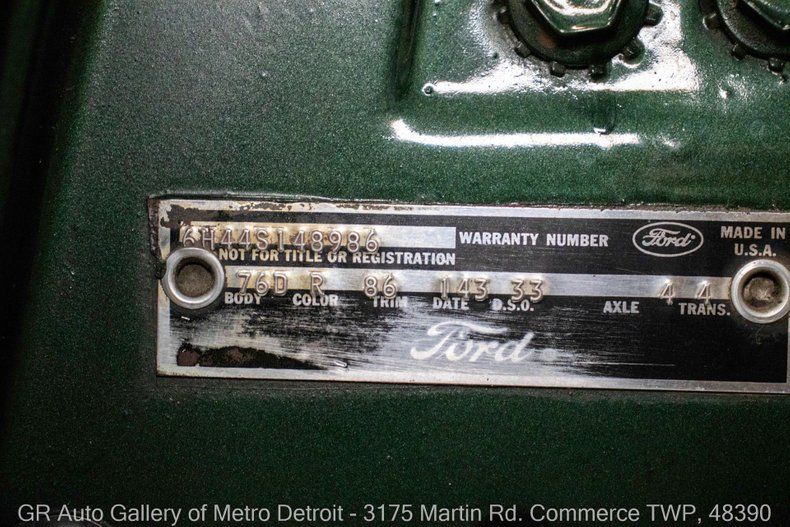 6H44S148986 WARRANTY NUMBER Ford MADE IN U.S.A.
NOT FOR TITLE OR REGISTRATION
76D R 86 143 33 4 4
BODY COLOR TRIM DATE D.S.O. AXLE TRANS.
Ford
GR Auto Gallery of Metro Detroit - 3175 Martin Rd. Commerce TWP, 48390